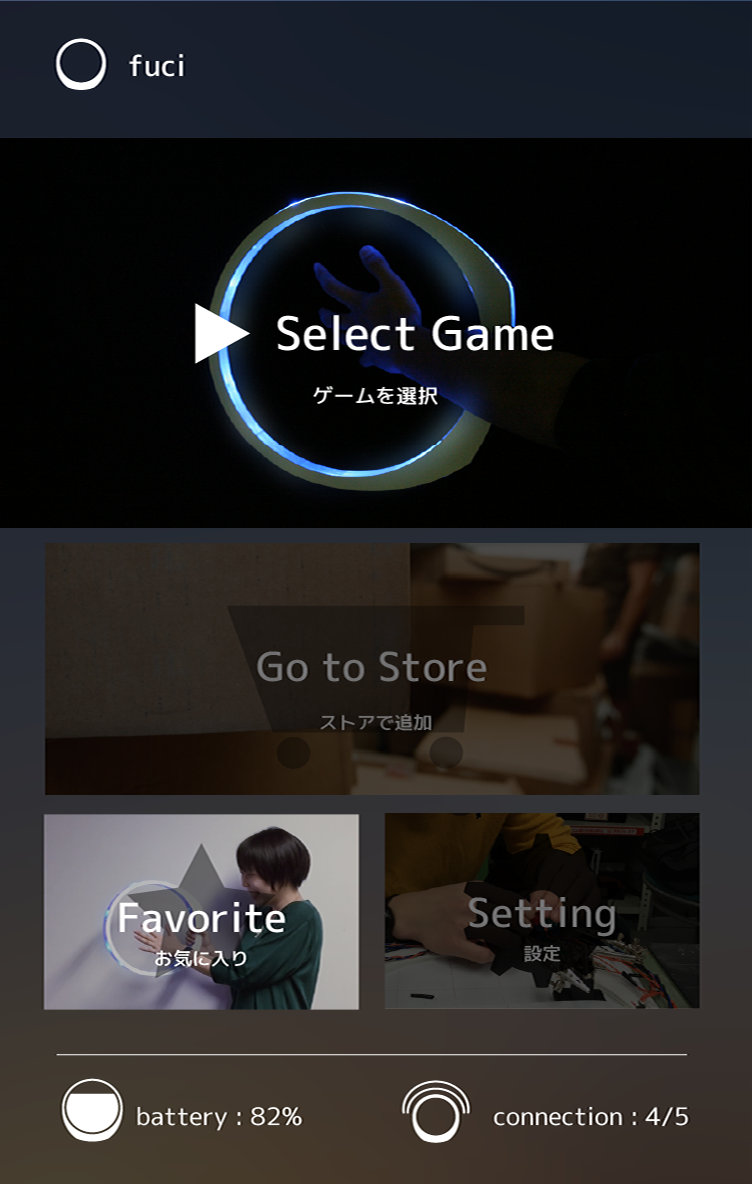 fuci
Select Game
ゲームを選択
Go to Store
ストアで追加
Favorite
お気に入り
Setting
設定
battery : 82%
connection : 4/5